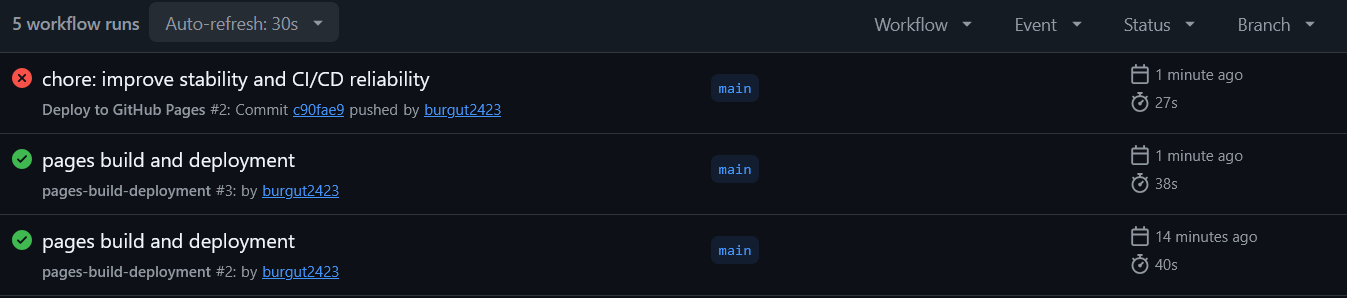 5 workflow runs Auto-refresh: 30s Workflow Event Status Branch
chore: improve stability and CI/CD reliability
Deploy to GitHub Pages #2: Commit c90fae9 pushed by burgut2423
main
1 minute ago
27s
pages build and deployment
pages-build-deployment #3: by burgut2423
main
1 minute ago
38s
pages build and deployment
pages-build-deployment #2: by burgut2423
main
14 minutes ago
40s